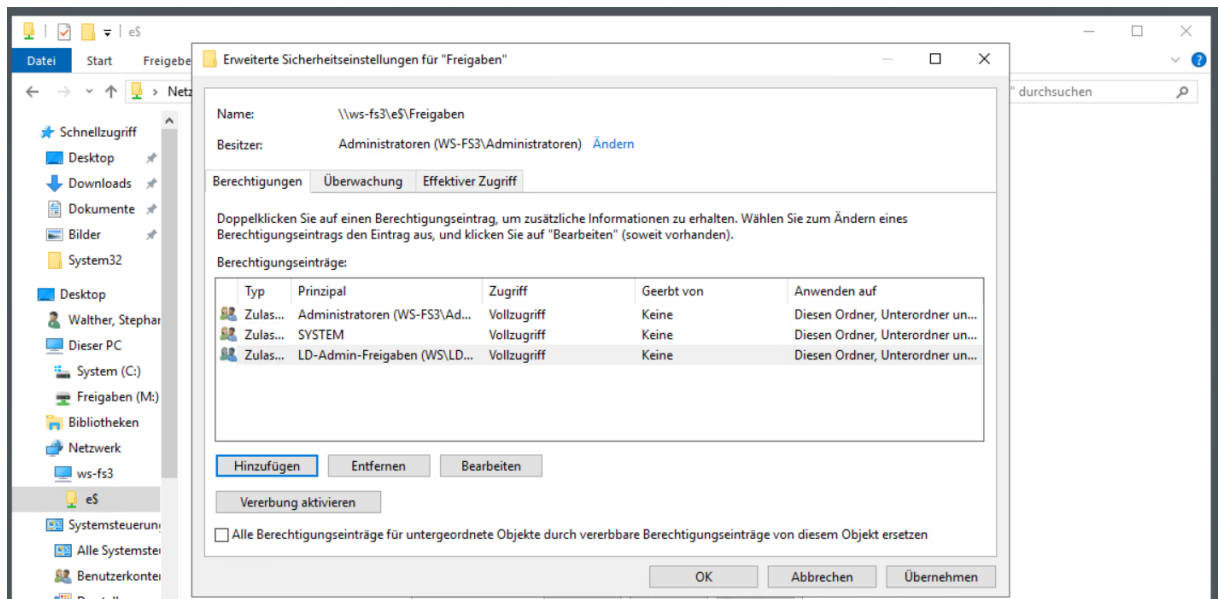 e$
Datei Start Freigebe
Netz
" durchsuchen
Erweiterte Sicherheitseinstellungen für "Freigaben"
Schnellzugriff
Desktop
Downloads
Dokumente
Bilder
System32
Desktop
Walther, Stephan
Dieser PC
System (C:)
Freigaben (M:)
Bibliotheken
Netzwerk
ws-fs3
e$
Systemsteuerun
Alle Systemste
Benutzerkonte
Name: \\ws-fs3\e$\Freigaben
Besitzer: Administratoren (WS-FS3\Administratoren) Ändern
Berechtigungen Überwachung Effektiver Zugriff
Doppelklicken Sie auf einen Berechtigungseintrag, um zusätzliche Informationen zu erhalten. Wählen Sie zum Ändern eines
Berechtigungseintrags den Eintrag aus, und klicken Sie auf "Bearbeiten" (soweit vorhanden).
Berechtigungseinträge:
Typ Prinzipal Zugriff Geerbt von Anwenden auf
Zulas... Administratoren (WS-FS3\Ad... Vollzugriff Keine Diesen Ordner, Unterordner un...
Zulas... SYSTEM Vollzugriff Keine Diesen Ordner, Unterordner un...
Zulas... LD-Admin-Freigaben (WS\LD... Vollzugriff Keine Diesen Ordner, Unterordner un...
Hinzufügen Entfernen Bearbeiten
Vererbung aktivieren
Alle Berechtigungseinträge für untergeordnete Objekte durch vererbbare Berechtigungseinträge von diesem Objekt ersetzen
OK Abbrechen Übernehmen